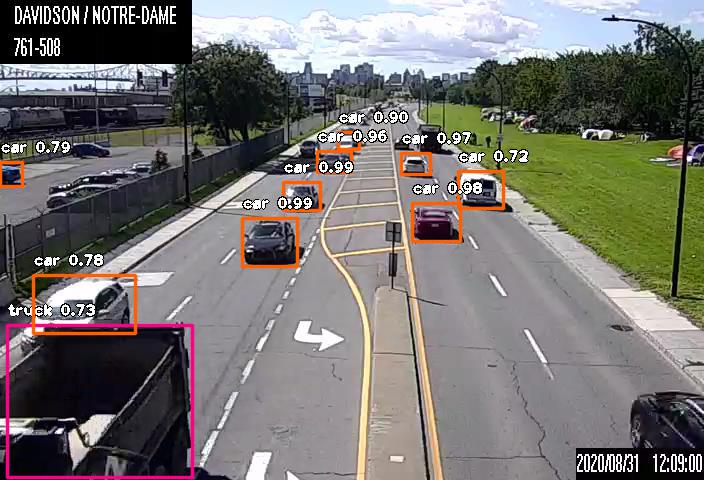 DAVIDSON / NOTRE-DAME
761-508
car 0.90
car 0.96
car 0.97
car 0.79
car 0.99
car 0.72
car 0.98
car 0.99
car 0.78
truck 0.73
2020/08/31 12:09:00